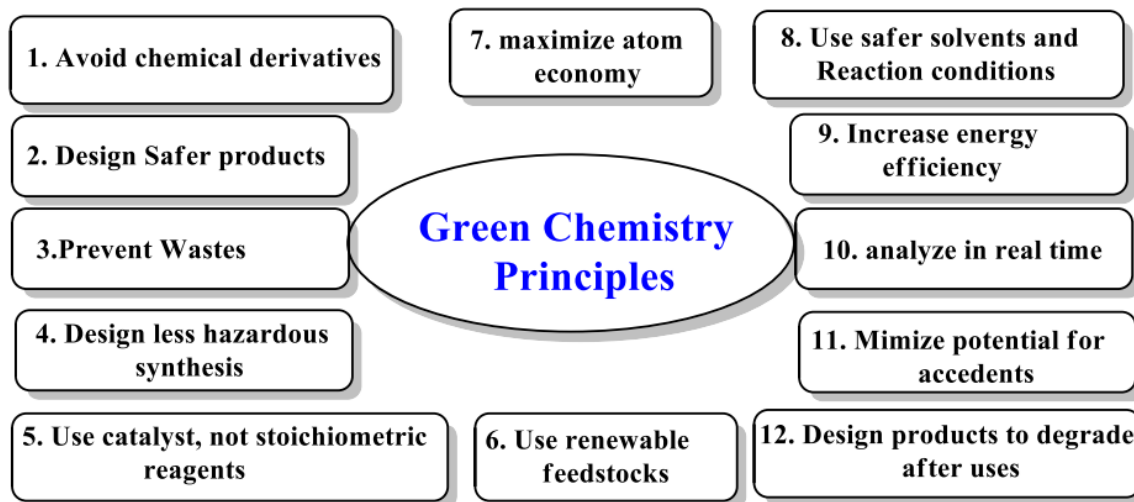 1. Avoid chemical derivatives
2. Design Safer products
3.Prevent Wastes
4. Design less hazardous
synthesis
5. Use catalyst, not stoichiometric
reagents
6. Use renewable
feedstocks
7. maximize atom
economy
8. Use safer solvents and
Reaction conditions
9. Increase energy
efficiency
10. analyze in real time
11. Mimize potential for
accedents
12. Design products to degrade
after uses
Green Chemistry
Principles